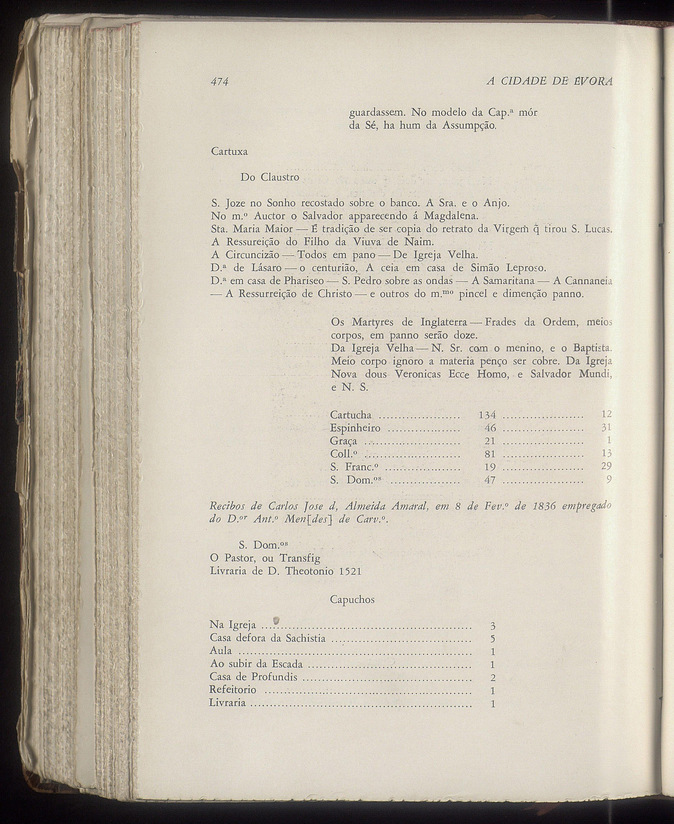 474 A CIDADE DE ÉVORA
guardassem. No modelo da Cap.ª mór
da Sé, ha hum da Assumpção.
Cartuxa
Do Claustro
S. Joze no Sonho recostado sobre o banco. A Sra. e o Anjo.
No m.º Auctor o Salvador apparecendo á Magdalena.
Sta. Maria Maior — É tradição de ser copia do retrato da Virgem q̃ tirou S. Lucas.
A Ressureição do Filho da Viuva de Naim.
A Circuncizão — Todos em pano — De Igreja Velha.
D.ª de Lásaro — o centurião, A ceia em casa de Simão Leproso.
D.ª em casa de Phariseo — S. Pedro sobre as ondas — A Samaritana — A Cannaneia
— A Ressurreição de Christo — e outros do m.mo pincel e dimenção panno.
Os Martyres de Inglaterra — Frades da Ordem, meios
corpos, em panno serão doze.
Da Igreja Velha — N. Sr. com o menino, e o Baptista.
Meio corpo ignoro a materia penço ser cobre. Da Igreja
Nova dous Veronicas Ecce Homo, e Salvador Mundi,
e N. S.
Cartucha ..................... 134 ..................... 12
Espinheiro ................... 46 ..................... 31
Graça ........................ 21 ..................... 1
Coll.º ........................ 81 ..................... 13
S. Franc.º ................... 19 ..................... 29
S. Dom.os .................. 47 ..................... 9
Recibos de Carlos Jose d, Almeida Amaral, em 8 de Fev.º de 1836 empregado
do D.or Ant.º Men[des] de Carv.º.
S. Dom.os
O Pastor, ou Transfig
Livraria de D. Theotonio 1521
Capuchos
Na Igreja ..................................................... 3
Casa defora da Sachistia .................................... 5
Aula ........................................................... 1
Ao subir da Escada .......................................... 1
Casa de Profundis ........................................... 2
Refeitorio ..................................................... 1
Livraria ........................................................ 1